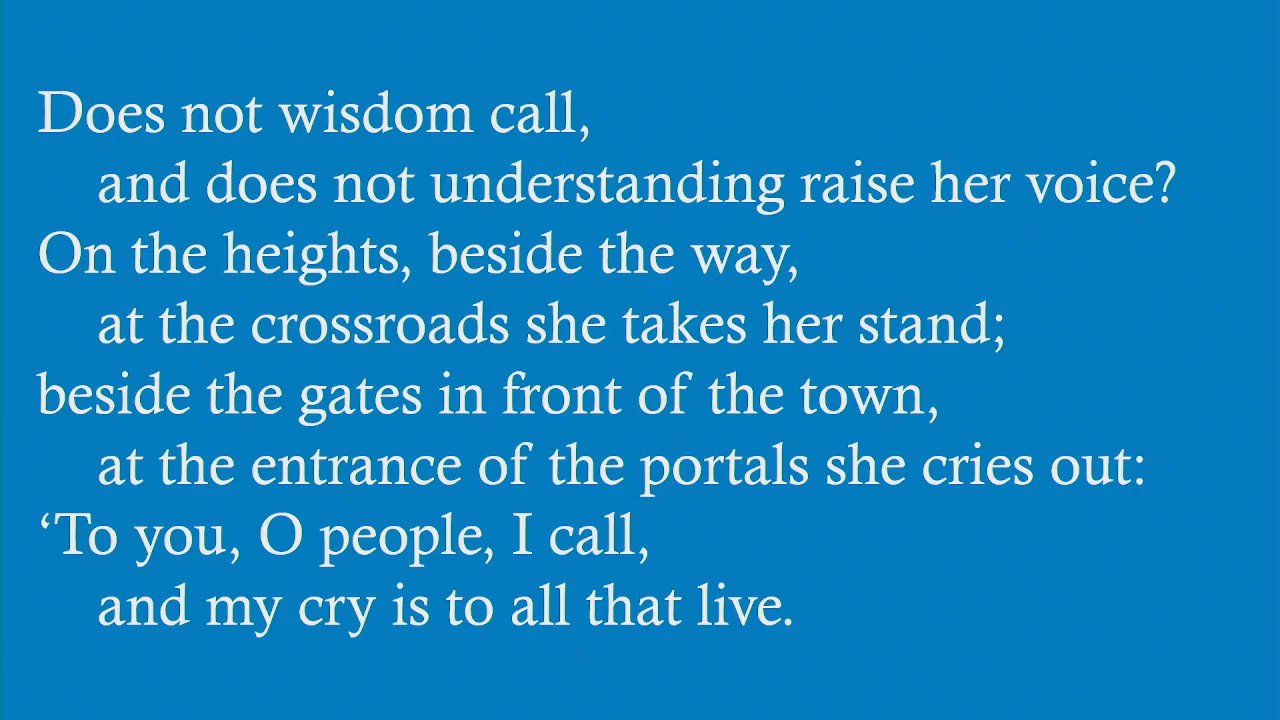 Does not wisdom call,
and does not understanding raise her voice?
On the heights, beside the way,
at the crossroads she takes her stand;
beside the gates in front of the town,
at the entrance of the portals she cries out:
‘To you, O people, I call,
and my cry is to all that live.